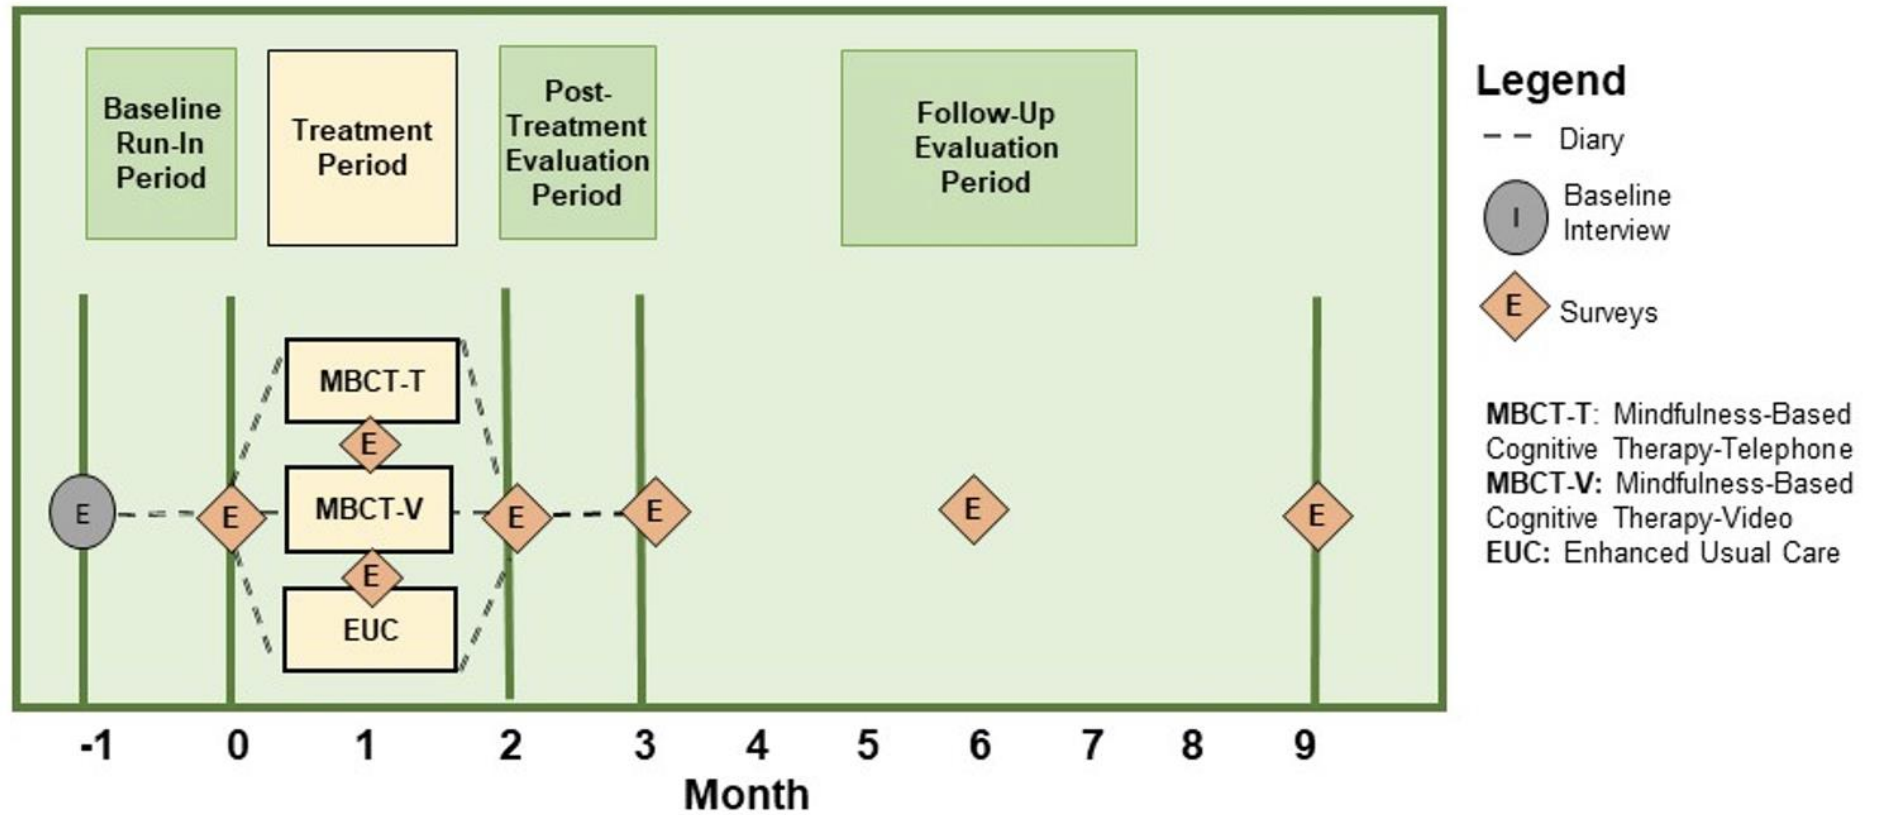 Baseline
Run-In
Period
Treatment
Period
Post-
Treatment
Evaluation
Period
Follow-Up
Evaluation
Period
MBCT-T
E
E
E
MBCT-V
E
E
E
E
E
EUC
-1 0 1 2 3 4 5 6 7 8 9
Month
Legend
Diary
I
Baseline
Interview
E
Surveys
MBCT-T: Mindfulness-Based
Cognitive Therapy-Telephone
MBCT-V: Mindfulness-Based
Cognitive Therapy-Video
EUC: Enhanced Usual Care